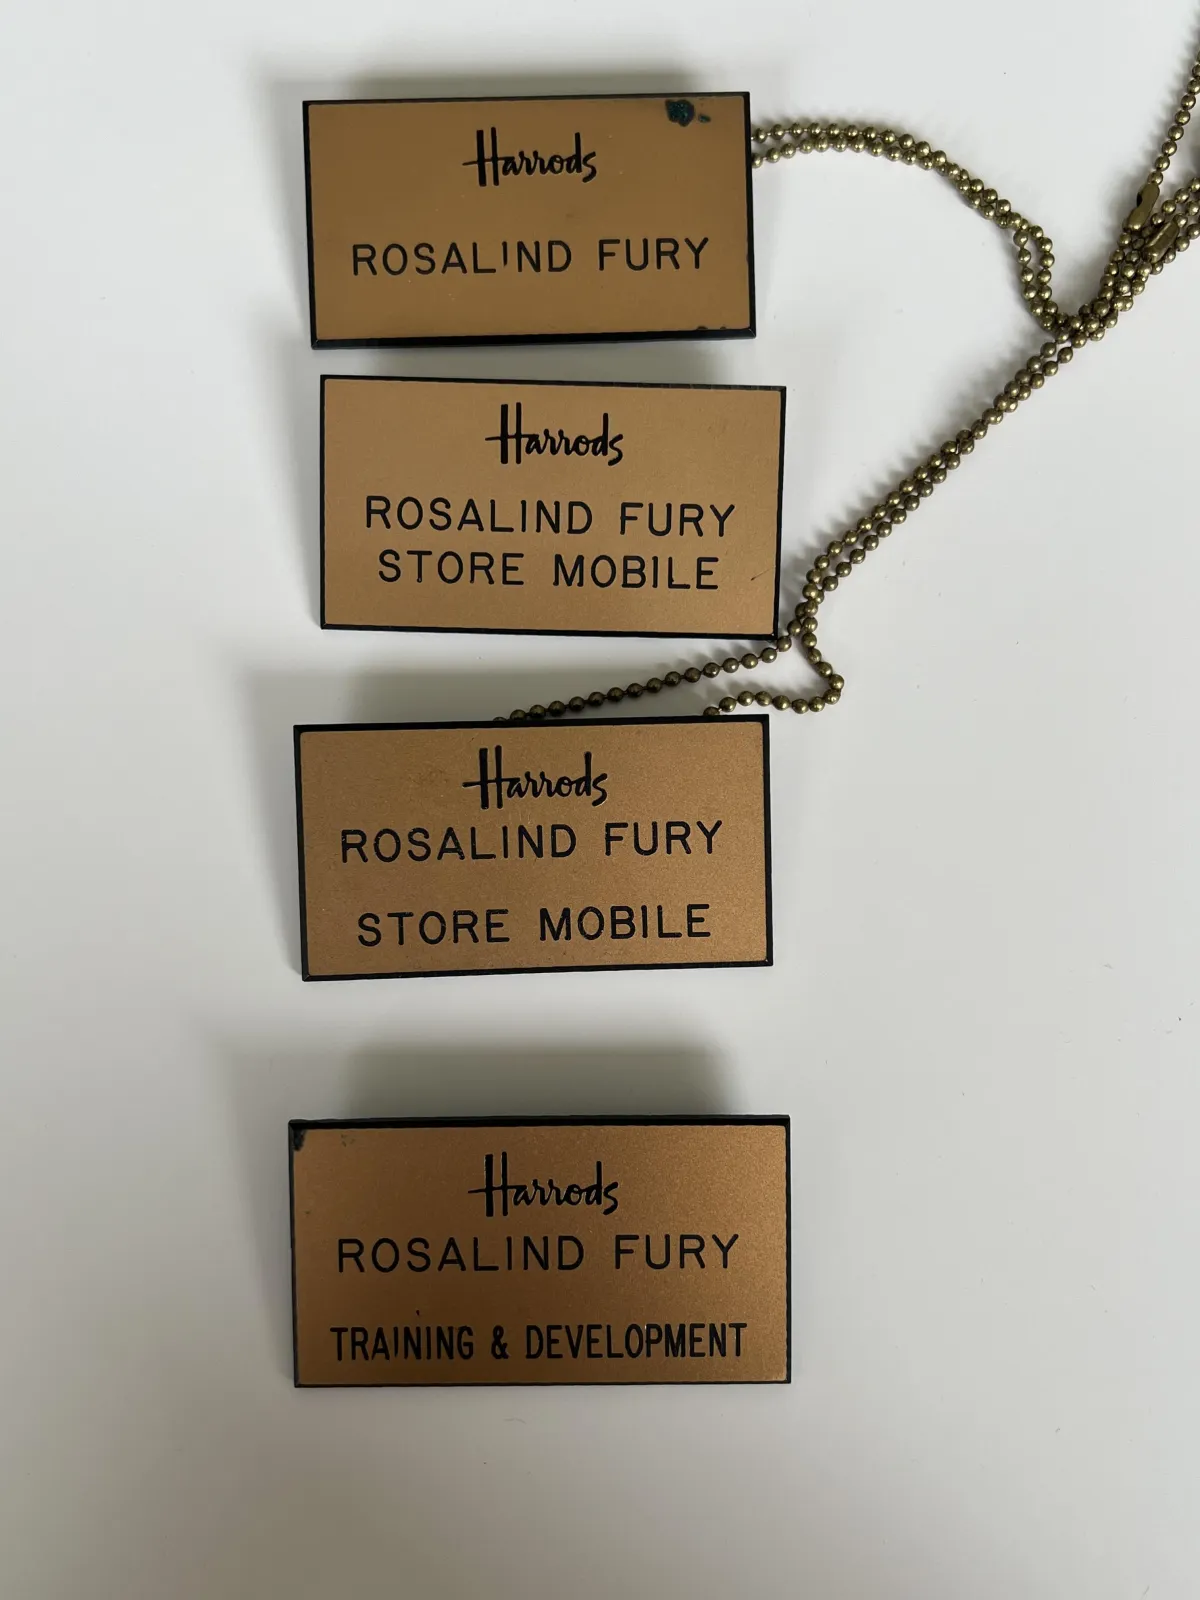 Harrods
ROSALIND FURY
Harrods
ROSALIND FURY
STORE MOBILE
Harrods
ROSALIND FURY
STORE MOBILE
Harrods
ROSALIND FURY
TRAINING & DEVELOPMENT